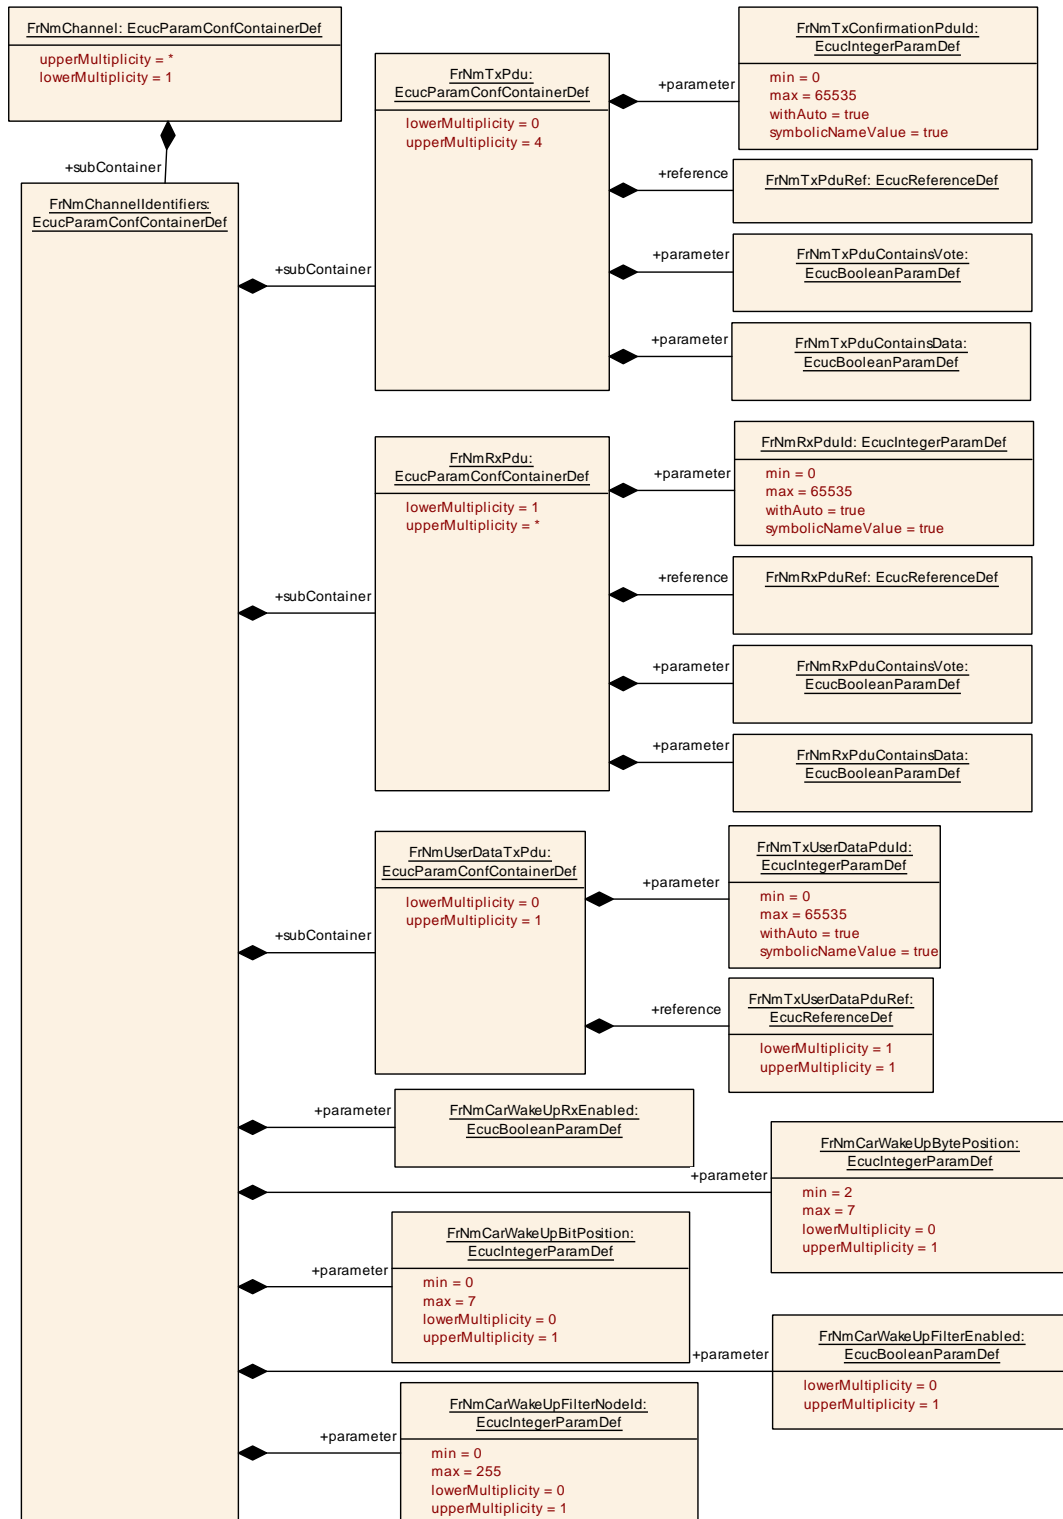 FrNmChannel: EcucParamConfContainerDef
upperMultiplicity = *
lowerMultiplicity = 1
+subContainer
FrNmChannelIdentifiers:
EcucParamConfContainerDef
+subContainer
FrNmTxPdu:
EcucParamConfContainerDef
lowerMultiplicity = 0
upperMultiplicity = 4
+parameter
FrNmTxConfirmationPduId:
EcucIntegerParamDef
min = 0
max = 65535
withAuto = true
symbolicNameValue = true
+reference
FrNmTxPduRef: EcucReferenceDef
+parameter
FrNmTxPduContainsVote:
EcucBooleanParamDef
+parameter
FrNmTxPduContainsData:
EcucBooleanParamDef
+subContainer
FrNmRxPdu:
EcucParamConfContainerDef
lowerMultiplicity = 1
upperMultiplicity = *
+parameter
FrNmRxPduId: EcucIntegerParamDef
min = 0
max = 65535
withAuto = true
symbolicNameValue = true
+reference
FrNmRxPduRef: EcucReferenceDef
+parameter
FrNmRxPduContainsVote:
EcucBooleanParamDef
+parameter
FrNmRxPduContainsData:
EcucBooleanParamDef
+subContainer
FrNmUserDataTxPdu:
EcucParamConfContainerDef
lowerMultiplicity = 0
upperMultiplicity = 1
+parameter
FrNmTxUserDataPduId:
EcucIntegerParamDef
min = 0
max = 65535
withAuto = true
symbolicNameValue = true
+reference
FrNmTxUserDataPduRef:
EcucReferenceDef
lowerMultiplicity = 1
upperMultiplicity = 1
+parameter
FrNmCarWakeUpRxEnabled:
EcucBooleanParamDef
+parameter
FrNmCarWakeUpBytePosition:
EcucIntegerParamDef
min = 2
max = 7
lowerMultiplicity = 0
upperMultiplicity = 1
+parameter
FrNmCarWakeUpBitPosition:
EcucIntegerParamDef
min = 0
max = 7
lowerMultiplicity = 0
upperMultiplicity = 1
+parameter
FrNmCarWakeUpFilterEnabled:
EcucBooleanParamDef
lowerMultiplicity = 0
upperMultiplicity = 1
+parameter
FrNmCarWakeUpFilterNodeId:
EcucIntegerParamDef
min = 0
max = 255
lowerMultiplicity = 0
upperMultiplicity = 1